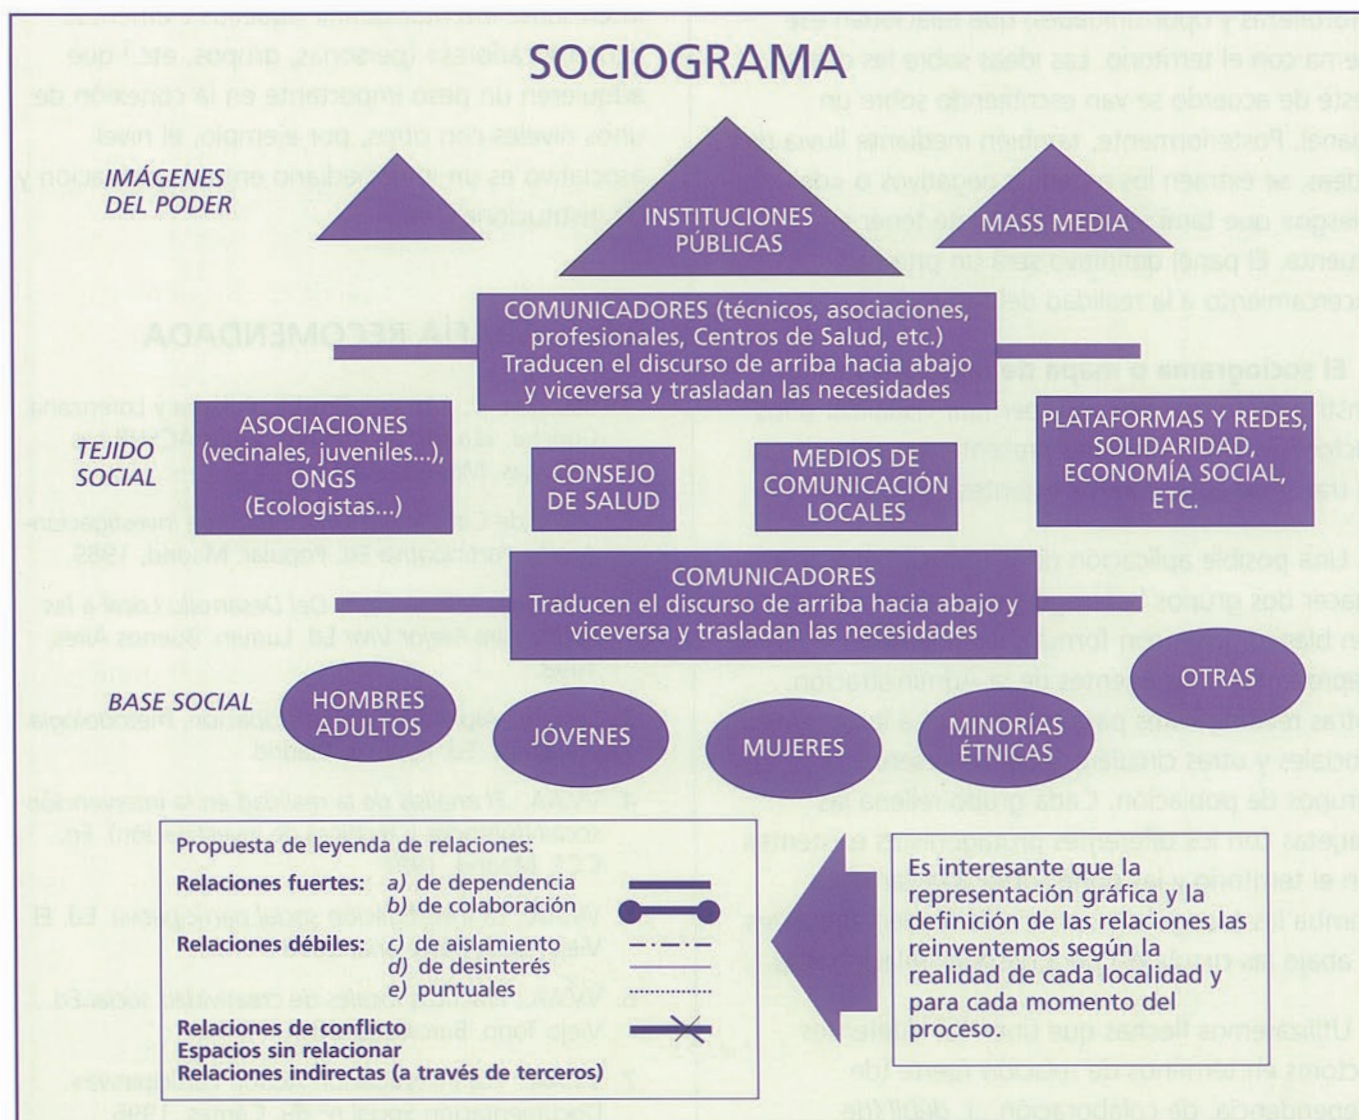 SOCIOGRAMA
IMÁGENES
DEL PODER
INSTITUCIONES
PÚBLICAS
MASS MEDIA
COMUNICADORES (técnicos, asociaciones,
profesionales, Centros de Salud, etc.)
Traducen el discurso de arriba hacia abajo
y viceversa y trasladan las necesidades
TEJIDO
SOCIAL
ASOCIACIONES
(vecinales, juveniles...),
ONGS
(Ecologistas...)
CONSEJO
DE SALUD
MEDIOS DE
COMUNICACIÓN
LOCALES
PLATAFORMAS Y REDES,
SOLIDARIDAD,
ECONOMÍA SOCIAL,
ETC.
COMUNICADORES
Traducen el discurso de arriba hacia abajo y
viceversa y trasladan las necesidades
BASE SOCIAL
HOMBRES
ADULTOS
JÓVENES
MUJERES
MINORÍAS
ÉTNICAS
OTRAS
Propuesta de leyenda de relaciones:
Relaciones fuertes: a) de dependencia
b) de colaboración
Relaciones débiles: c) de aislamiento
d) de desinterés
e) puntuales
Relaciones de conflicto
Espacios sin relacionar
Relaciones indirectas (a través de terceros)
Es interesante que la
representación gráfica y la
definición de las relaciones las
reinventemos según la
realidad de cada localidad y
para cada momento del
proceso.